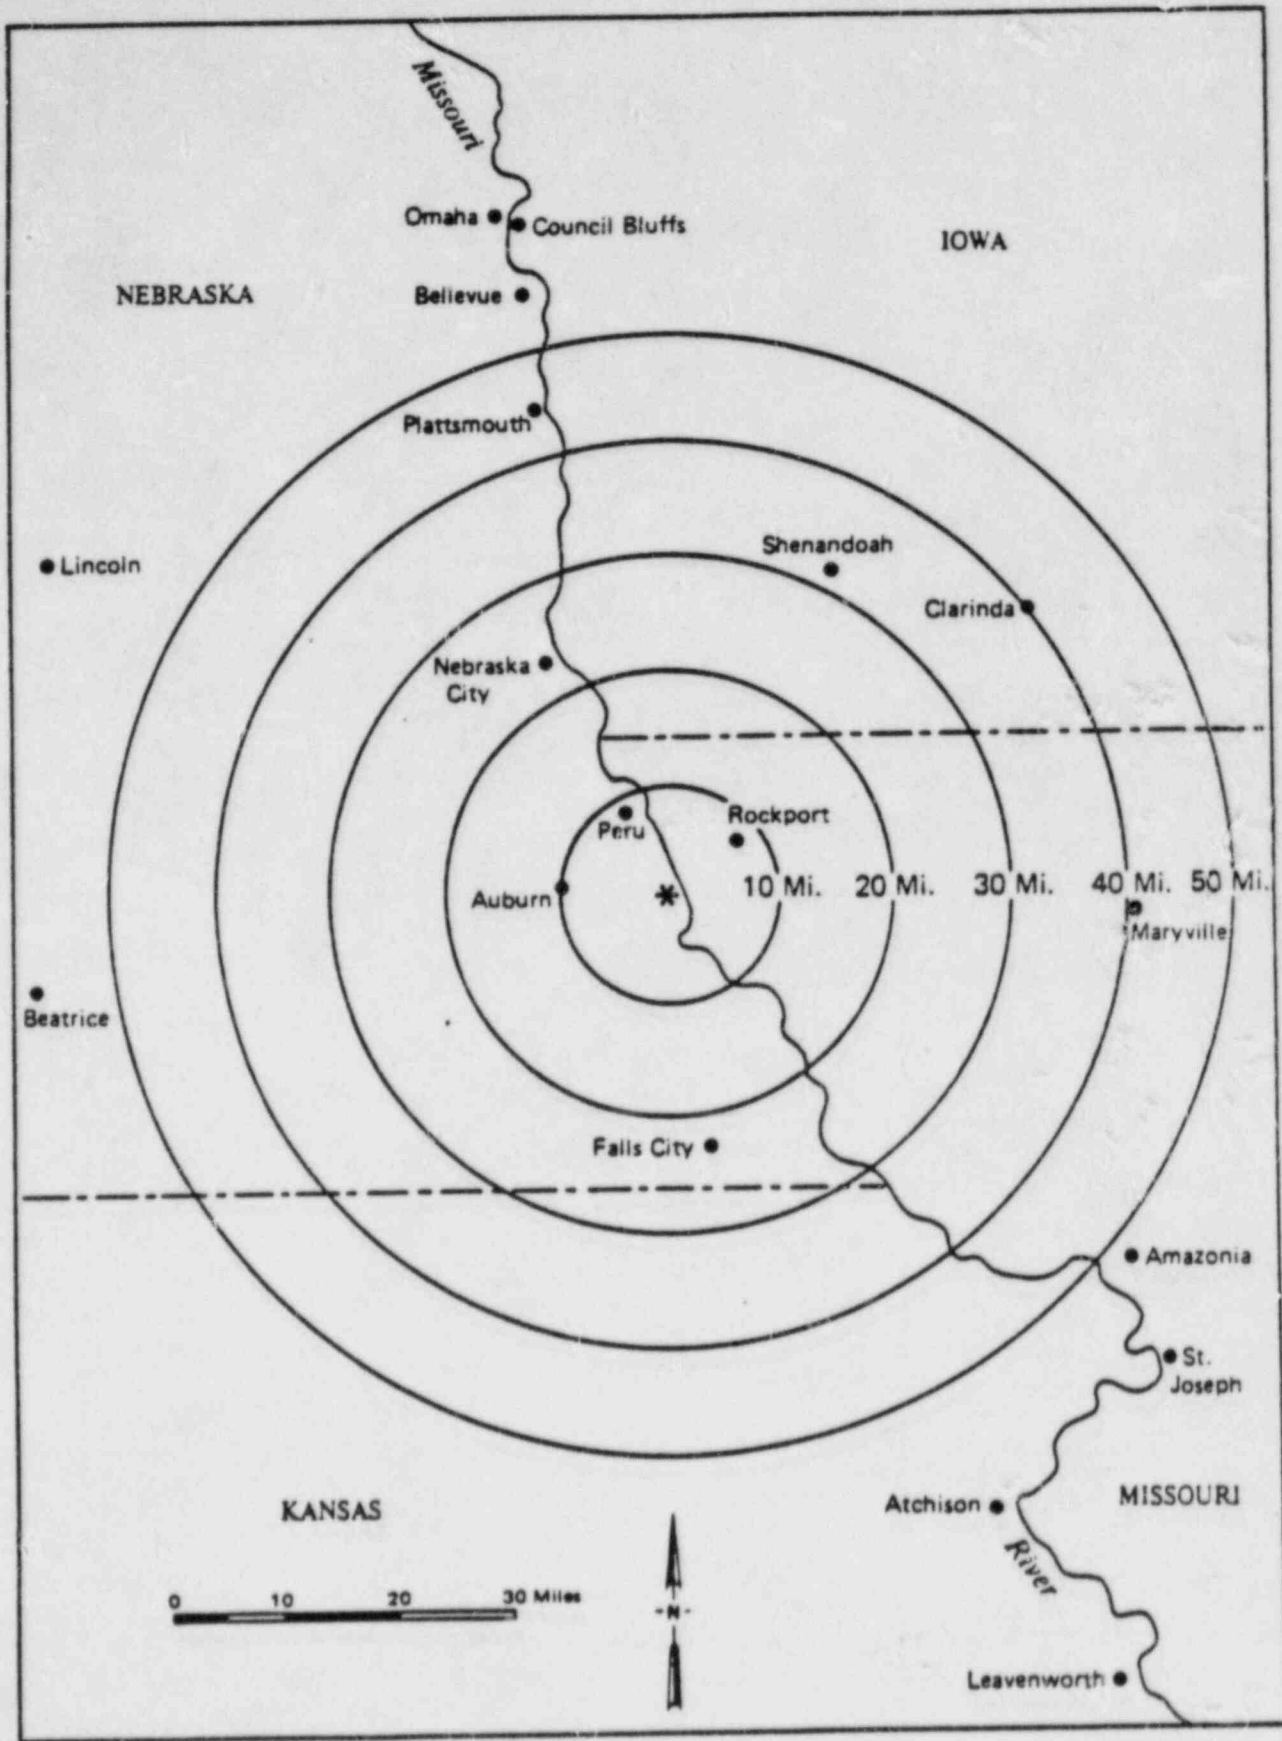 Missouri
Omaha
Council Bluffs
IOWA
NEBRASKA
Bellevue
Plattsmouth
Shenandoah
Lincoln
Clarinda
Nebraska
City
Rockport
Peru
10 Mi. 20 Mi. 30 Mi. 40 Mi. 50 Mi.
Auburn
Maryville
Beatrice
Falls City
Amazonia
St.
Joseph
MISSOURI
Atchison
KANSAS
River
0 10 20 30 Miles
-N-
Leavenworth